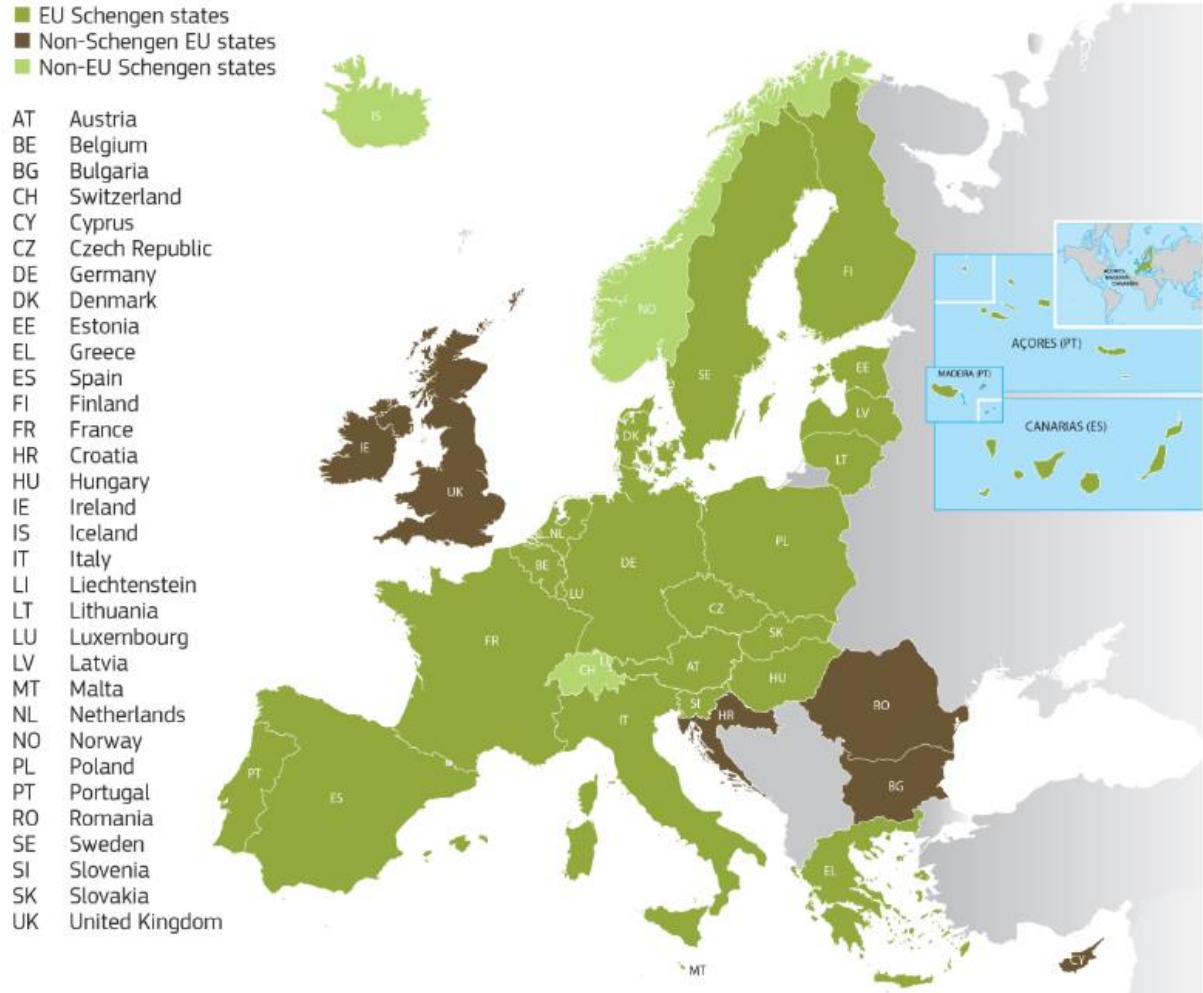 EU Schengen states
Non-Schengen EU states
Non-EU Schengen states
AT Austria
BE Belgium
BG Bulgaria
CH Switzerland
CY Cyprus
CZ Czech Republic
DE Germany
DK Denmark
EE Estonia
EL Greece
ES Spain
FI Finland
FR France
HR Croatia
HU Hungary
IE Ireland
IS Iceland
IT Italy
LI Liechtenstein
LT Lithuania
LU Luxembourg
LV Latvia
MT Malta
NL Netherlands
NO Norway
PL Poland
PT Portugal
RO Romania
SE Sweden
SI Slovenia
SK Slovakia
UK United Kingdom
IS
FI
NO
SE
EE
LV
LT
DK
IE
UK
NL
BE
LU
DE
PL
CZ
SK
FR
CH
LI
AT
HU
SI
HR
IT
RO
BG
PT
ES
EL
MT
CY
AÇORES (PT)
MADEIRA (PT)
CANARIAS (ES)